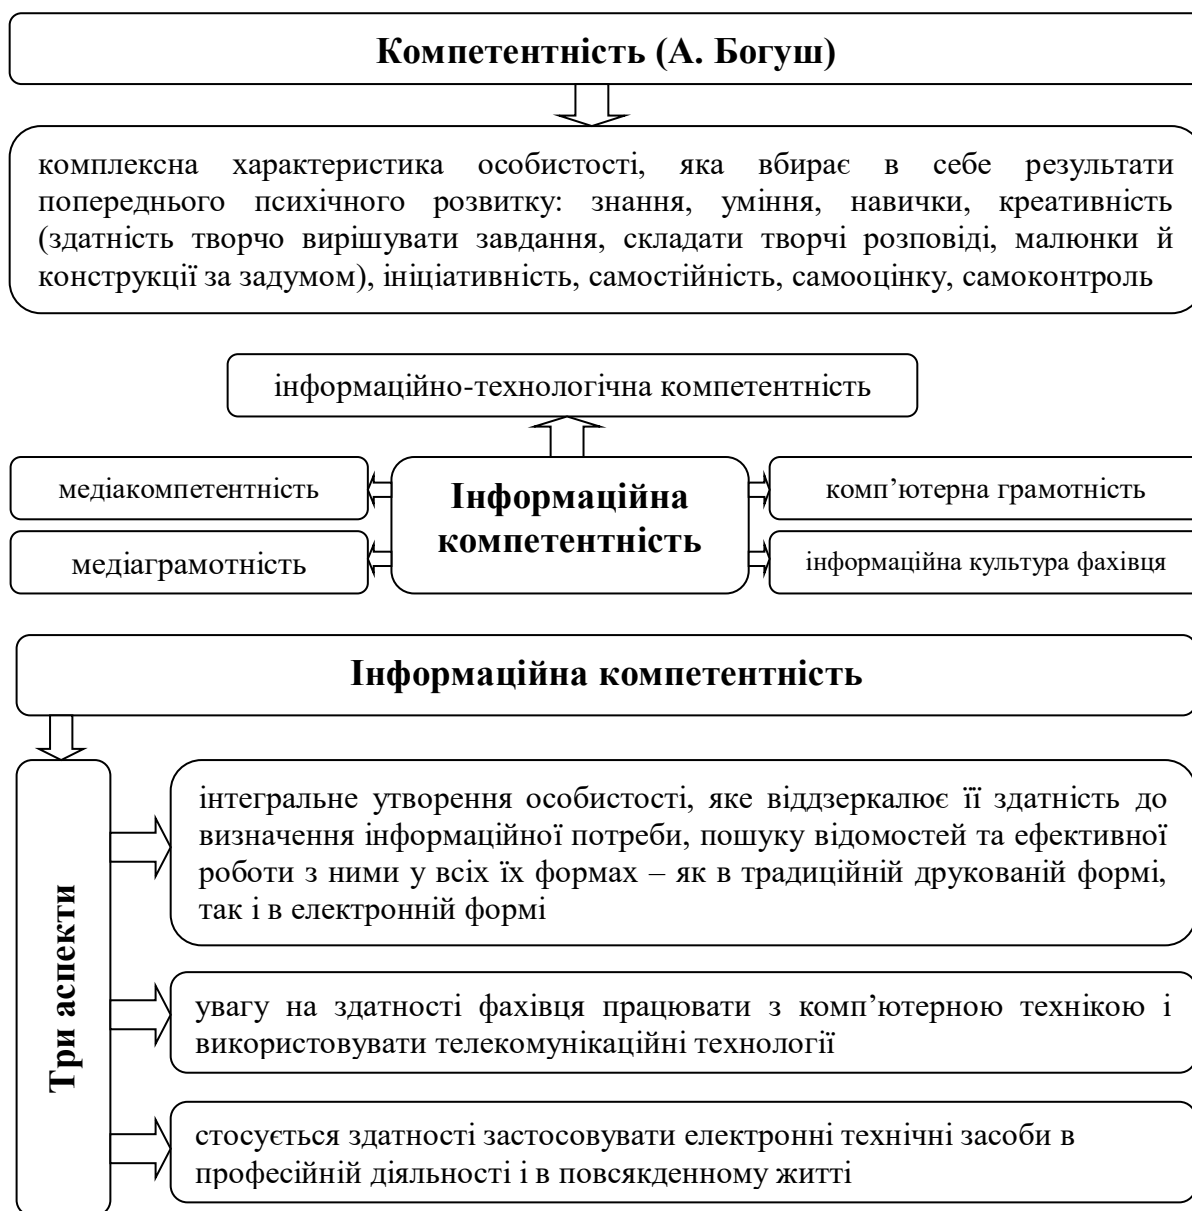 Компетентність (А. Богуш)
комплексна характеристика особистості, яка вбирає в себе результати
попереднього психічного розвитку: знання, уміння, навички, креативність
(здатність творчо вирішувати завдання, складати творчі розповіді, малюнки й
конструкції за задумом), ініціативність, самостійність, самооцінку, самоконтроль
інформаційно-технологічна компетентність
медіакомпетентність
медіаграмотність
Інформаційна
компетентність
комп’ютерна грамотність
інформаційна культура фахівця
Інформаційна компетентність
Три аспекти
інтегральне утворення особистості, яке віддзеркалює її здатність до
визначення інформаційної потреби, пошуку відомостей та ефективної
роботи з ними у всіх їх формах – як в традиційній друкованій формі,
так і в електронній формі
увагу на здатності фахівця працювати з комп’ютерною технікою і
використовувати телекомунікаційні технології
стосується здатності застосовувати електронні технічні засоби в
професійній діяльності і в повсякденному житті